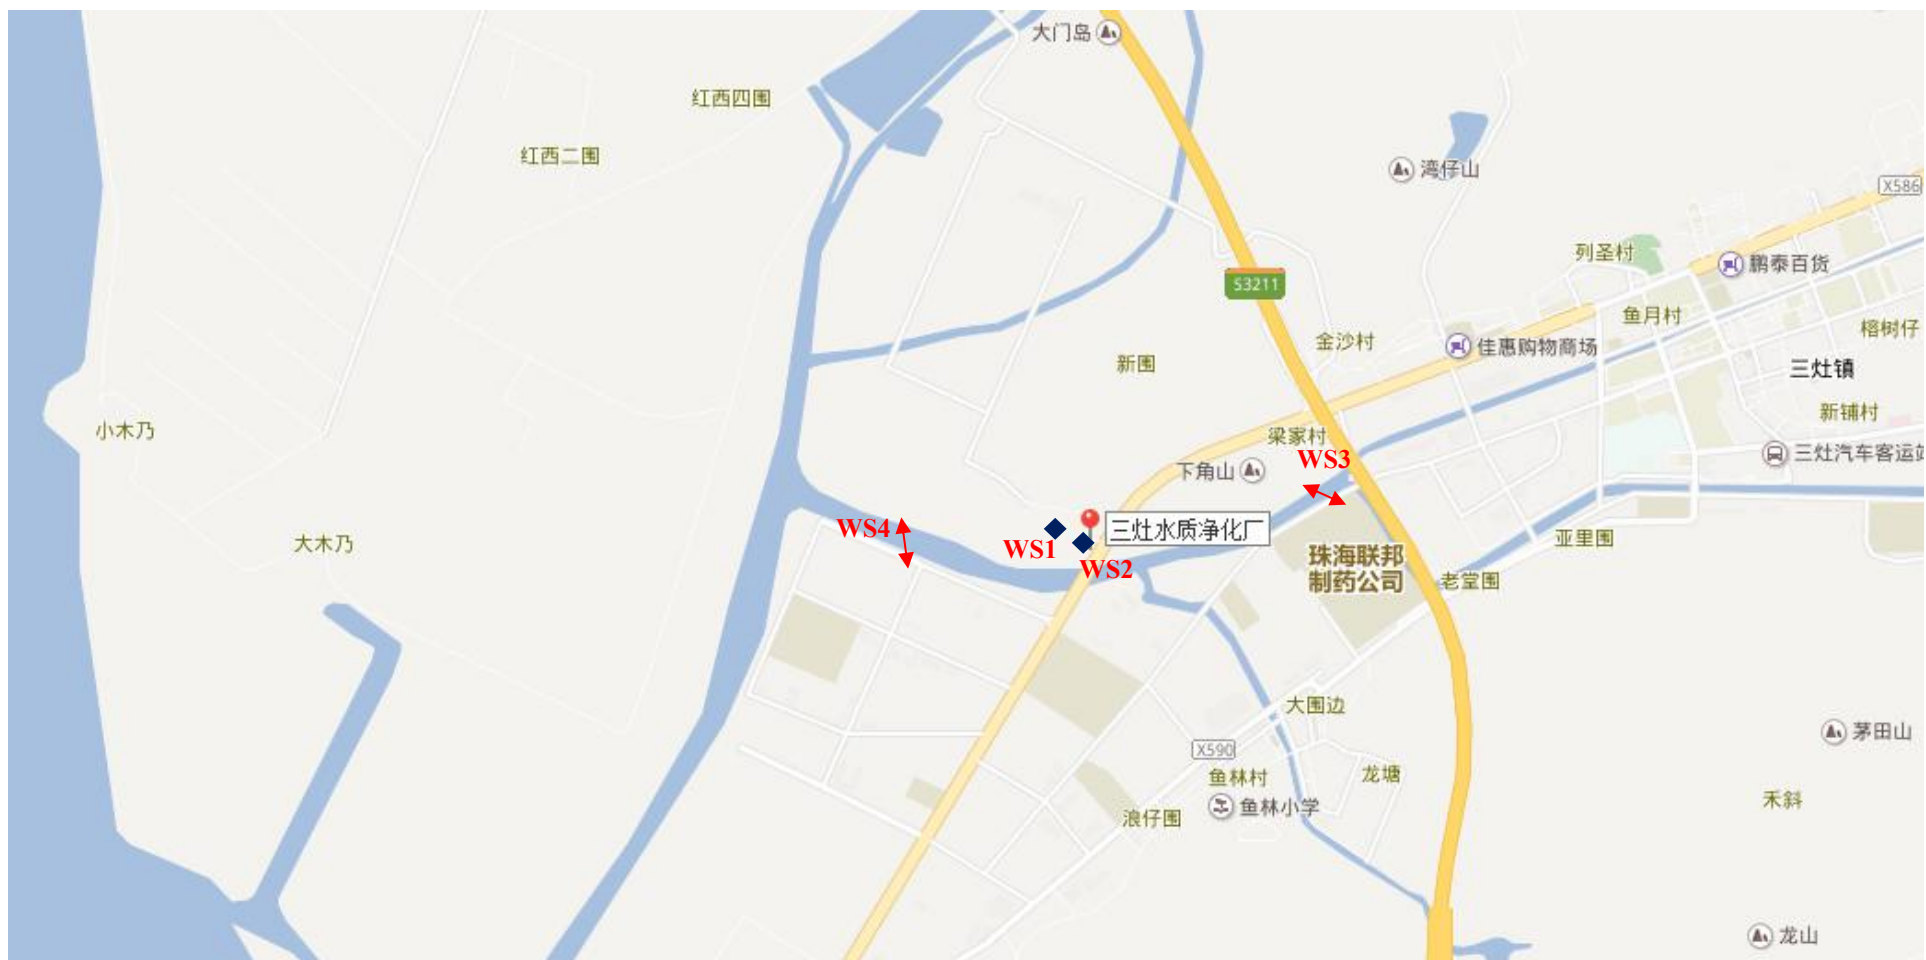 大门岛
红西四围
红西二围
湾仔山
X586
列圣村
鹏泰百货
S3211
鱼月村
榕树仔
金沙村
佳惠购物商场
新围
三灶镇
新铺村
小木乃
梁家村
三灶汽车客运站
下角山
WS3
WS4
三灶水质净化厂
大木乃
WS1
亚里围
WS2
珠海联邦
制药公司
老堂围
大围边
茅田山
X590
鱼林村
龙塘
鱼林小学
禾斜
浪仔围
龙山